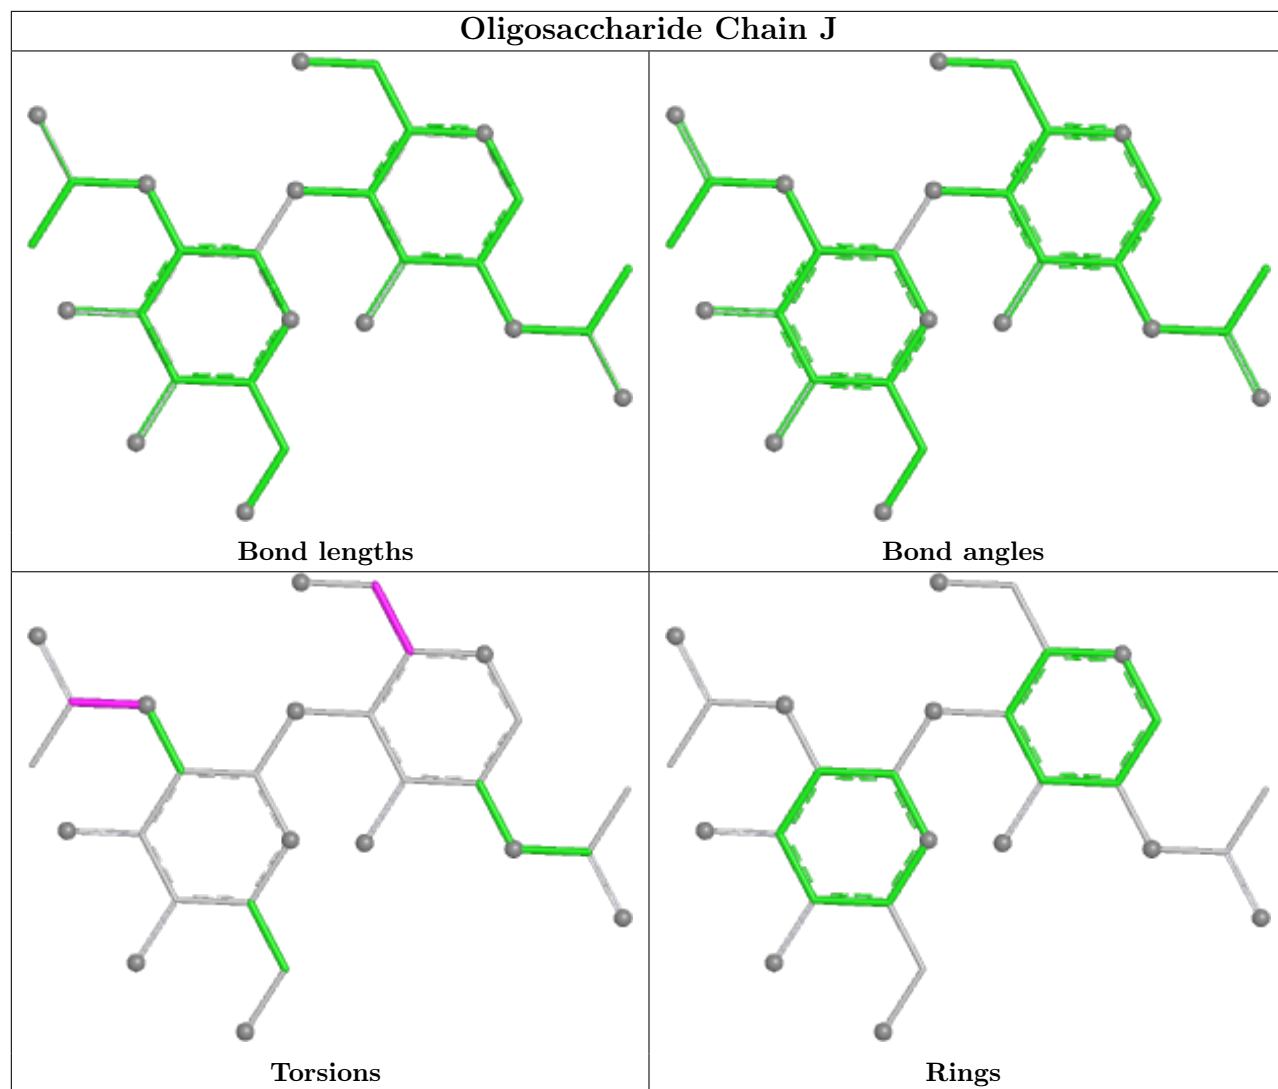 Oligosaccharide Chain J
Bond lengths
Bond angles
Torsions
Rings